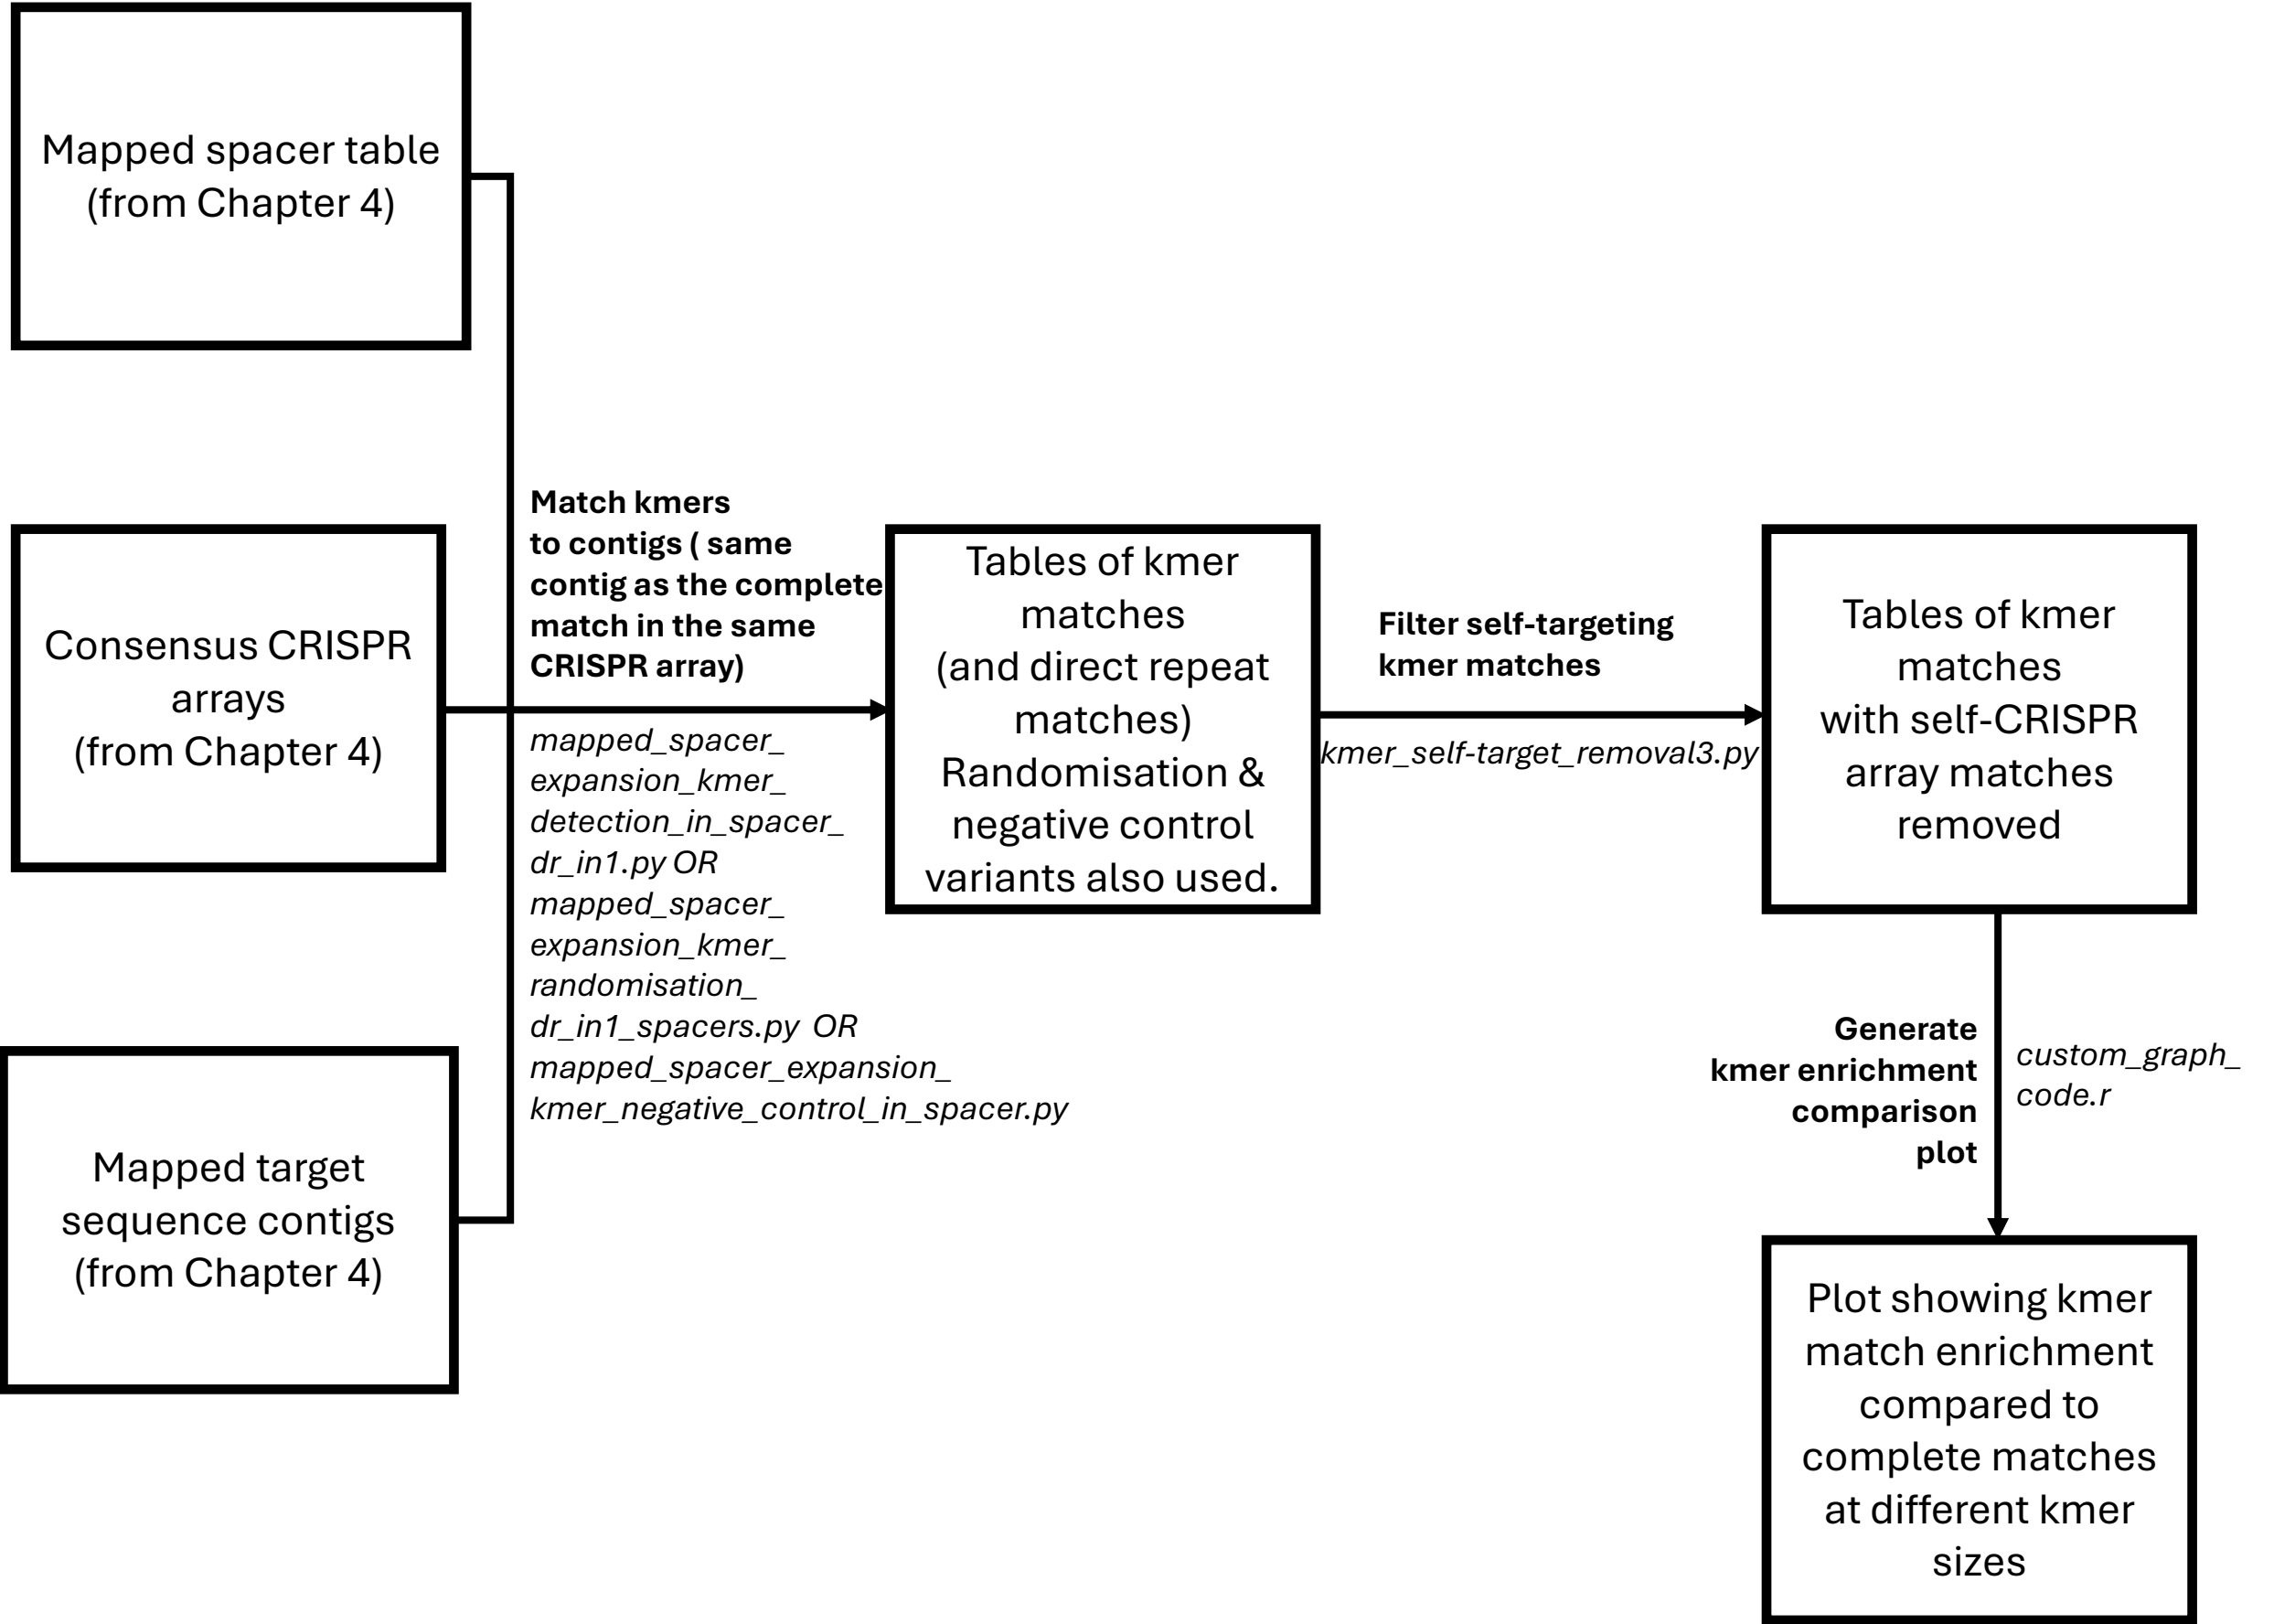 Mapped spacer table
(from Chapter 4)
Consensus CRISPR
arrays
(from Chapter 4)
Mapped target
sequence contigs
(from Chapter 4)
Match kmers
to contigs ( same
contig as the complete
match in the same
CRISPR array)
mapped_spacer_
expansion_kmer_
detection_in_spacer_
dr_in1.py OR
mapped_spacer_
expansion_kmer_
randomisation_
dr_in1_spacers.py OR
mapped_spacer_expansion_
kmer_negative_control_in_spacer.py
Tables of kmer
matches
(and direct repeat
matches)
Randomisation &
negative control
variants also used.
Filter self-targeting
kmer matches
kmer_self-target_removal3.py
Tables of kmer
matches
with self-CRISPR
array matches
removed
Generate
kmer enrichment
comparison
plot
custom_graph_
code.r
Plot showing kmer
match enrichment
compared to
complete matches
at different kmer
sizes